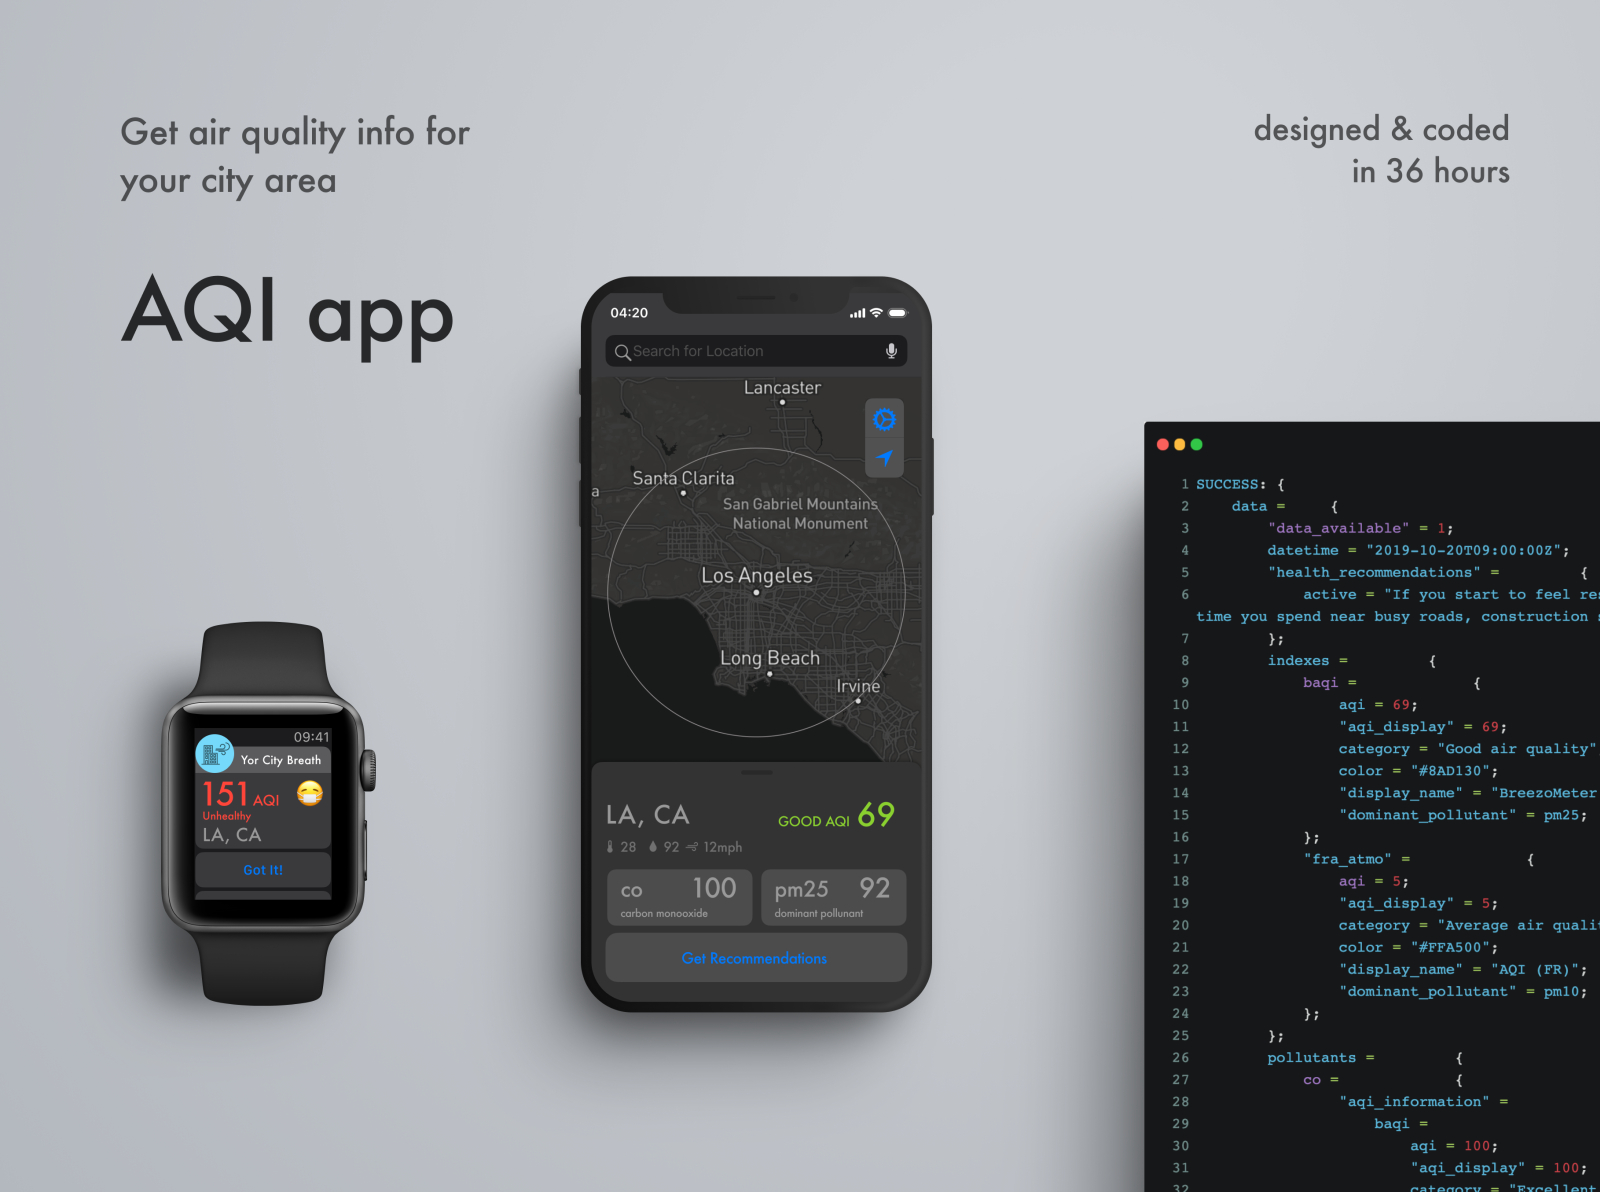 Get air quality info for
your city area
AQI app
designed & coded
in 36 hours
09:41
Yor City Breath
151 AQI
Unhealthy
LA, CA
Got It!
04:20
Search for Location
Lancaster
Santa Clarita
a
San Gabriel Mountains
National Monument
Los Angeles
Long Beach
Irvine
LA, CA
GOOD AQI 69
28 92 12mph
co 100
carbon monooxide
pm25 92
dominant pollunant
Get Recommendations
1 SUCCESS: {
2 data = {
3 "data_available" = 1;
4 datetime = "2019-10-20T09:00:00Z";
5 "health_recommendations" = {
6 active = "If you start to feel res
time you spend near busy roads, construction s
7 };
8 indexes = {
9 baqi = {
10 aqi = 69;
11 "aqi_display" = 69;
12 category = "Good air quality"
13 color = "#8AD130";
14 "display_name" = "BreezoMeter
15 "dominant_pollutant" = pm25;
16 };
17 "fra_atmo" = {
18 aqi = 5;
19 "aqi_display" = 5;
20 category = "Average air quali
21 color = "#FFA500";
22 "display_name" = "AQI (FR)";
23 "dominant_pollutant" = pm10;
24 };
25 };
26 pollutants = {
27 co = {
28 "aqi_information" =
29 baqi =
30 aqi = 100;
31 "aqi_display" = 100;
32 category = "Excellent